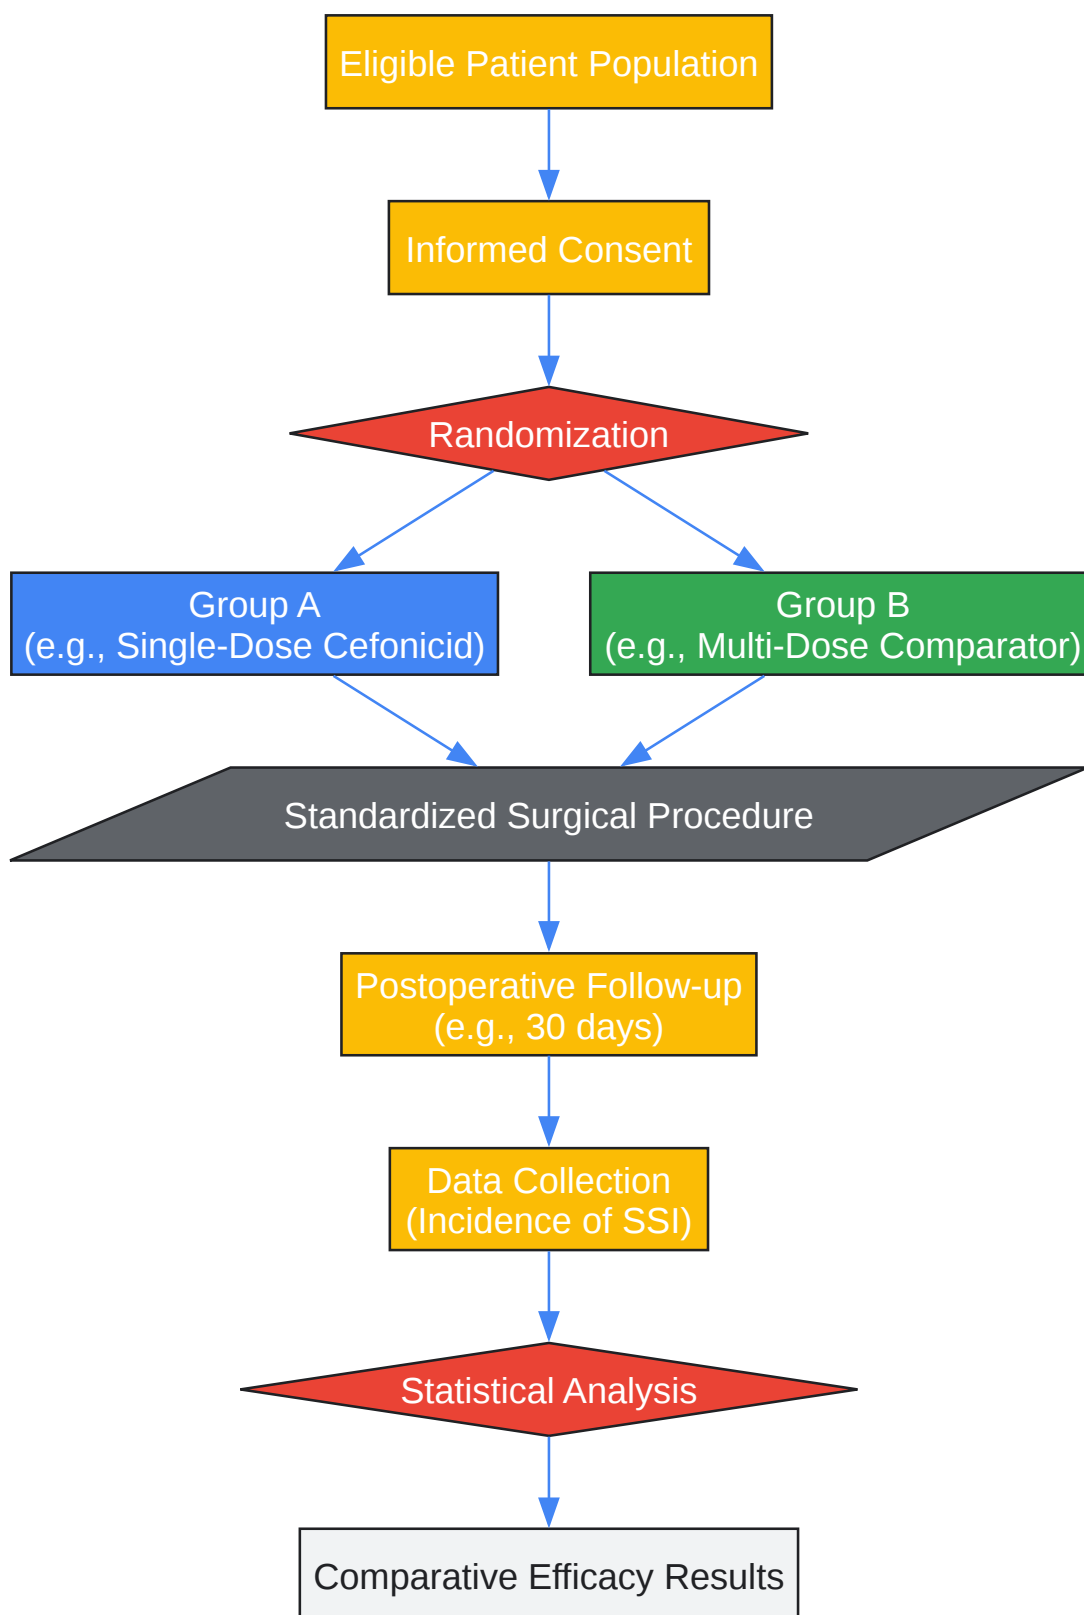 Eligible Patient Population
Informed Consent
Randomization
Group A
(e.g., Single-Dose Cefonicid)
Group B
(e.g., Multi-Dose Comparator)
Standardized Surgical Procedure
Postoperative Follow-up
(e.g., 30 days)
Data Collection
(Incidence of SSI)
Statistical Analysis
Comparative Efficacy Results